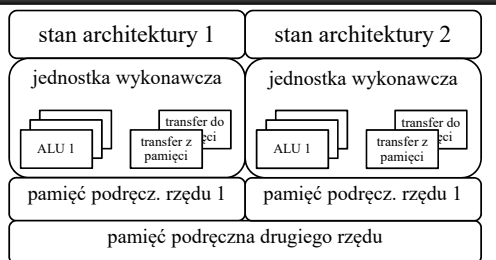 stan architektury 1
stan architektury 2
jednostka wykonawcza
jednostka wykonawcza
ALU 1
transfer do
transfer z
pamięci
ALU 1
transfer do
transfer z
pamięci
pamięć podręcz. rzędu 1
pamięć podręcz. rzędu 1
pamięć podręczna drugiego rzędu